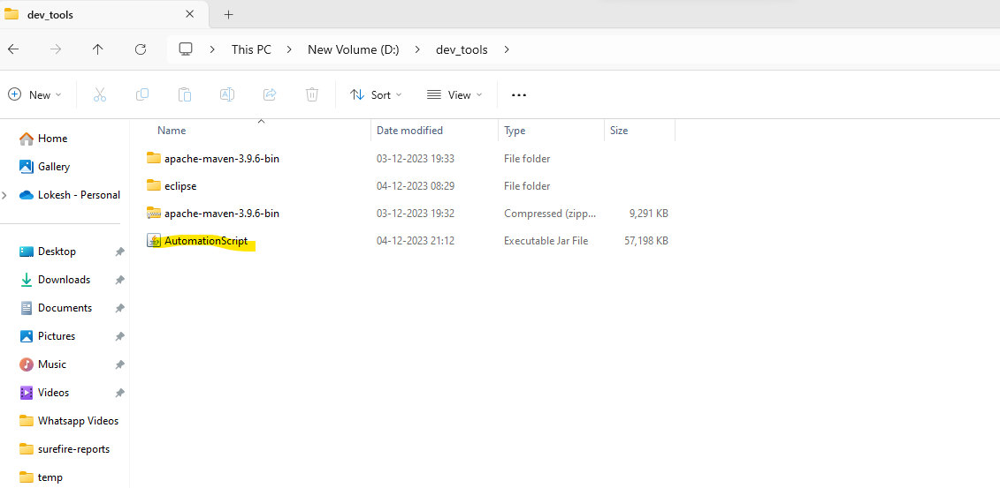 dev_tools
This PC > New Volume (D:) > dev_tools >
New Sort View ...
Name Date modified Type Size
Home
Gallery
Lokesh - Personal
Desktop
Downloads
Documents
Pictures
Music
Videos
Whatsapp Videos
surefire-reports
temp
apache-maven-3.9.6-bin 03-12-2023 19:33 File folder
eclipse 04-12-2023 08:29 File folder
apache-maven-3.9.6-bin 03-12-2023 19:32 Compressed (zipp... 9,291 KB
AutomationScript 04-12-2023 21:12 Executable Jar File 57,198 KB